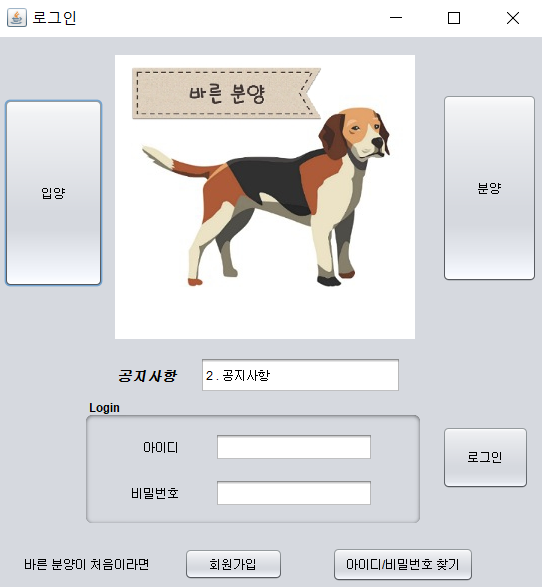 로그인
바른 분양
입양
분양
공지사항
2. 공지사항
Login
아이디
비밀번호
로그인
바른 분양이 처음이라면
회원가입
아이디/비밀번호 찾기